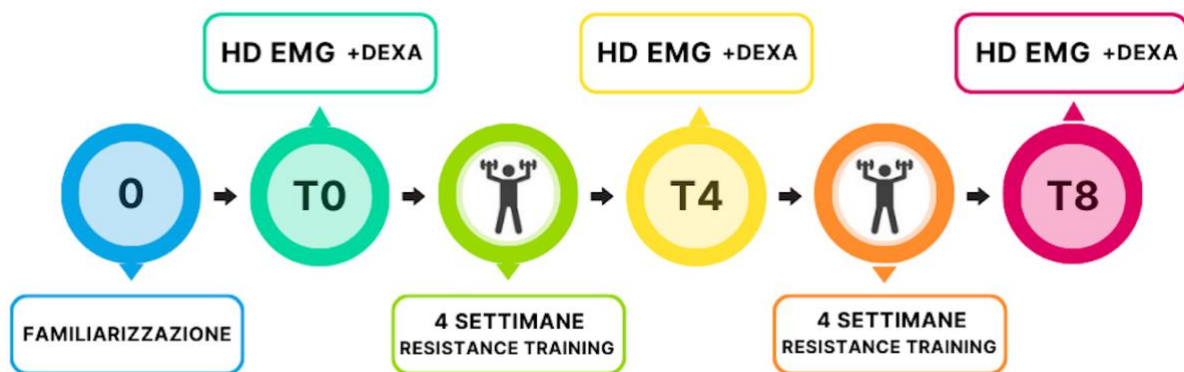 HD EMG +DEXA
HD EMG +DEXA
HD EMG +DEXA
0
T0
T4
T8
FAMILIARIZZAZIONE
4 SETTIMANE
RESISTANCE TRAINING
4 SETTIMANE
RESISTANCE TRAINING